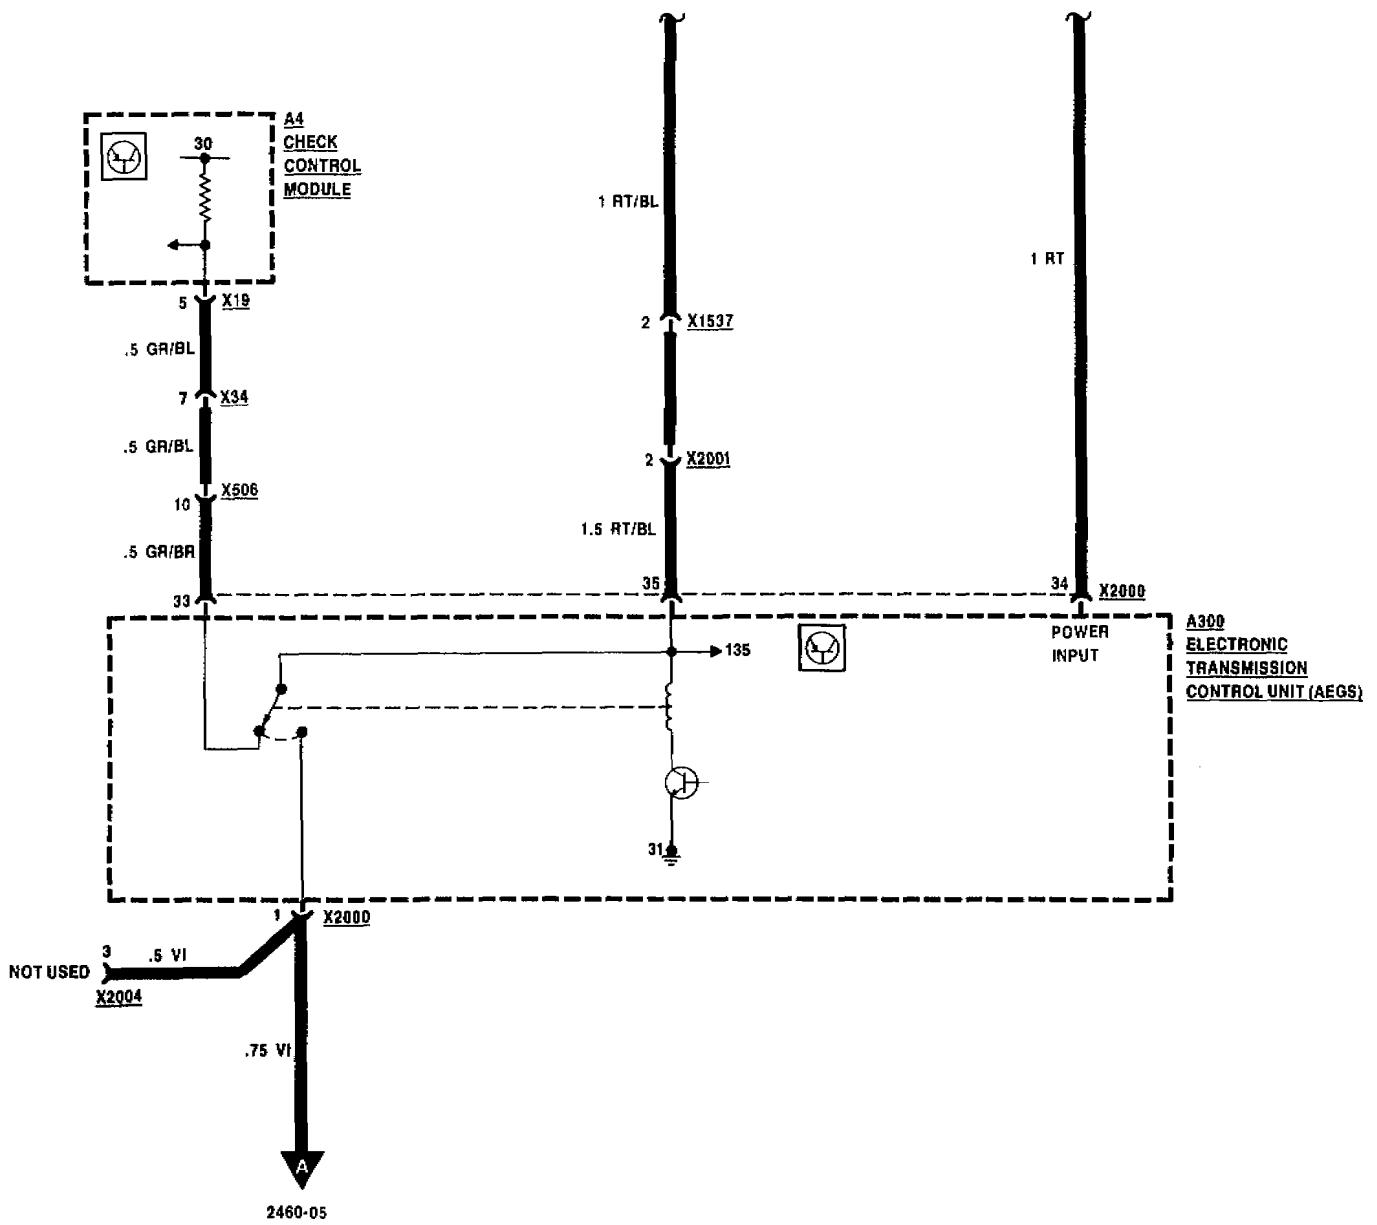 A4
CHECK
CONTROL
MODULE
30
1 RT/BL
1 RT
5 X19
.5 GR/BL
2 X1537
7 X34
.5 GR/BL
2 X2001
10 X506
1.5 RT/BL
.5 GR/BR
33
35
34 X2000
POWER
INPUT
A300
ELECTRONIC
TRANSMISSION
CONTROL UNIT (AEGS)
135
31
1 X2000
3
.5 VI
NOT USED
X2004
.75 VI
A
2460-05